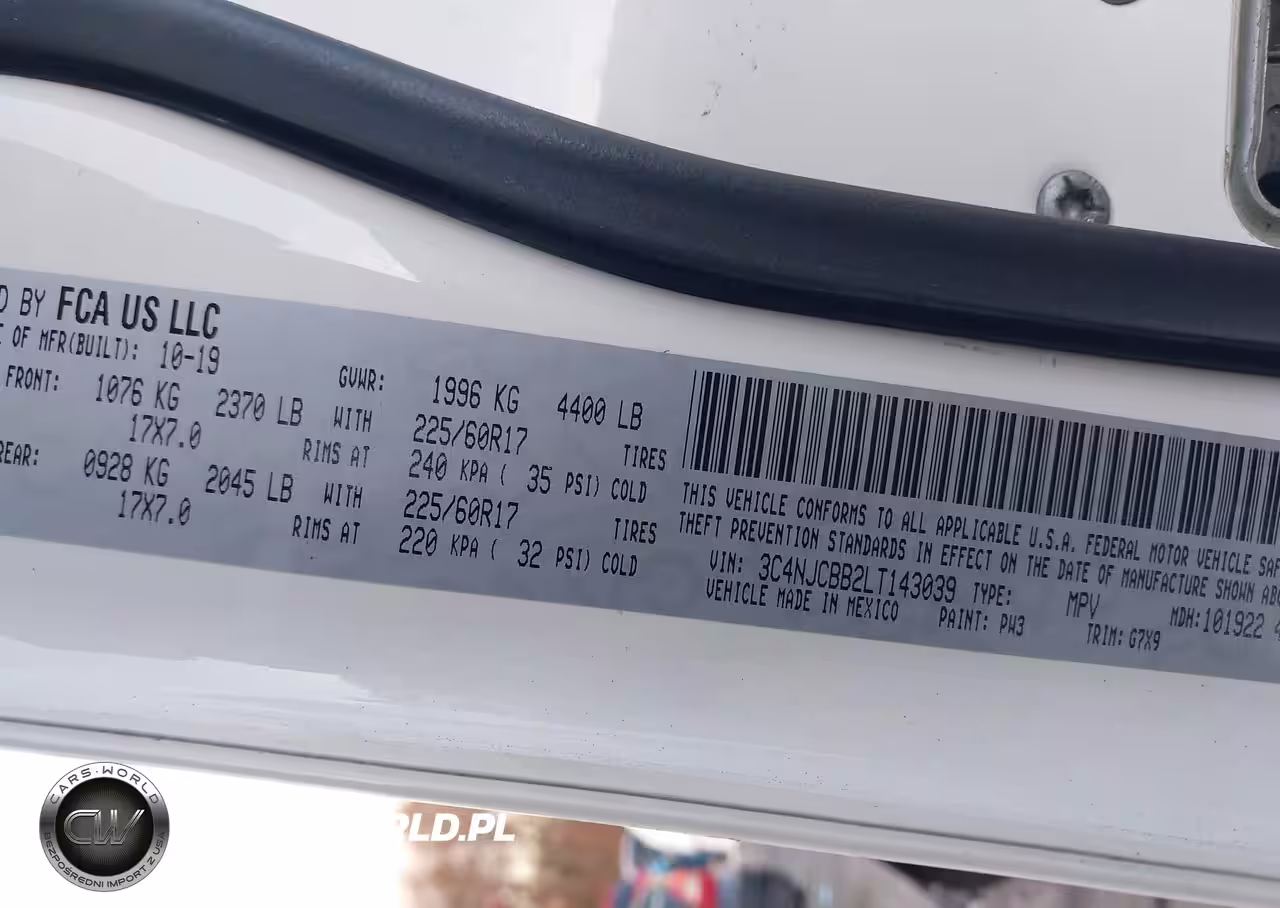 D BY FCA US LLC
E OF MFR(BUILT): 10-19
GVWR: 1996 KG 4400 LB
FRONT: 1076 KG 2370 LB WITH 225/60R17 TIRES
17X7.0 RIMS AT 240 KPA ( 35 PSI) COLD
REAR: 0928 KG 2045 LB WITH 225/60R17 TIRES
17X7.0 RIMS AT 220 KPA ( 32 PSI) COLD
THIS VEHICLE CONFORMS TO ALL APPLICABLE U.S.A. FEDERAL MOTOR VEHICLE SAF
THEFT PREVENTION STANDARDS IN EFFECT ON THE DATE OF MANUFACTURE SHOWN ABO
VIN: 3C4NJCBB2LT143039 TYPE: MPV MDH:101922
VEHICLE MADE IN MEXICO PAINT: PW3 TRIM: G7X9
CARS-WORLD
CW
BEZPOŚREDNI IMPORT Z USA
RLD.PL